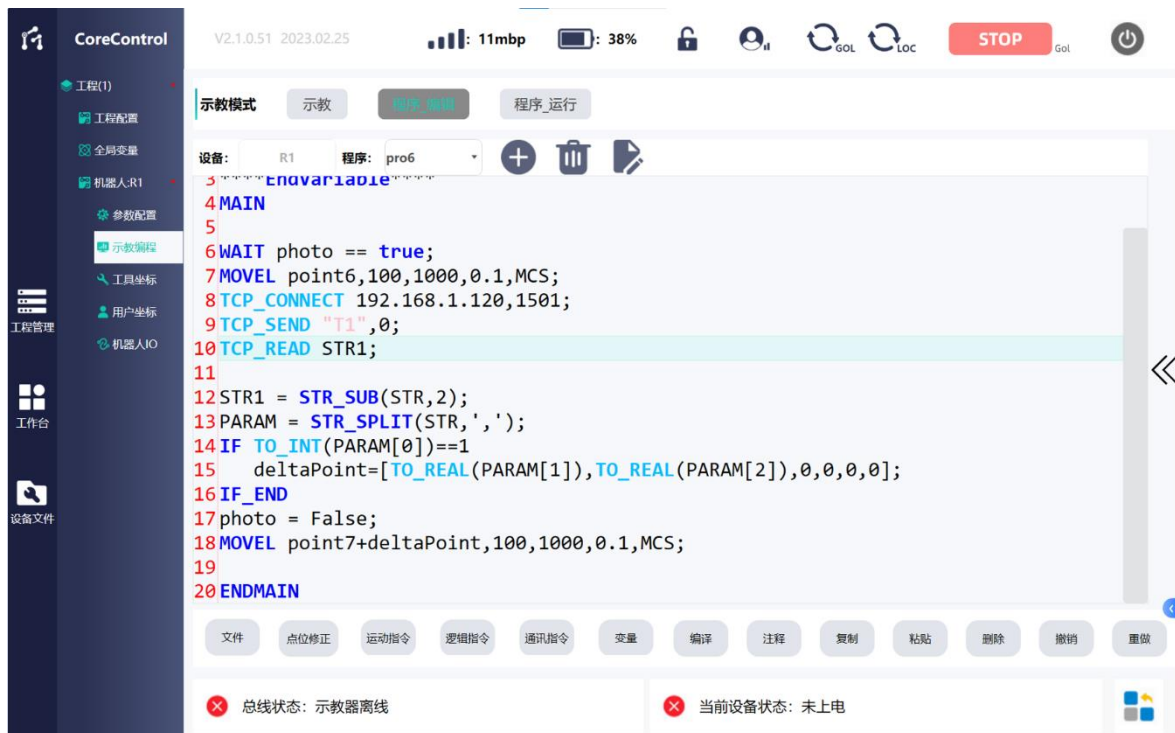 CoreControl
V2.1.0.51 2023.02.25
: 11mbp
: 38%
GOL
LOC
STOP
Gol
工程(1)
工程配置
全局变量
机器人:R1
参数配置
示教编程
工具坐标
用户坐标
机器人IO
工程管理
工作台
设备文件
示教模式 示教 程序_编辑 程序_运行
设备: R1 程序: pro6
3 ****EndVariable****
4 MAIN
5
6 WAIT photo == true;
7 MOVEL point6,100,1000,0.1,MCS;
8 TCP_CONNECT 192.168.1.120,1501;
9 TCP_SEND "T1",0;
10 TCP_READ STR1;
11
12 STR1 = STR_SUB(STR,2);
13 PARAM = STR_SPLIT(STR,',');
14 IF TO_INT(PARAM[0])==1
15 deltaPoint=[TO_REAL(PARAM[1]),TO_REAL(PARAM[2]),0,0,0,0];
16 IF_END
17 photo = False;
18 MOVEL point7+deltaPoint,100,1000,0.1,MCS;
19
20 ENDMAIN
文件 点位修正 运动指令 逻辑指令 通讯指令 变量 编译 注释 复制 粘贴 删除 撤销 重做
总线状态: 示教器离线
当前设备状态: 未上电